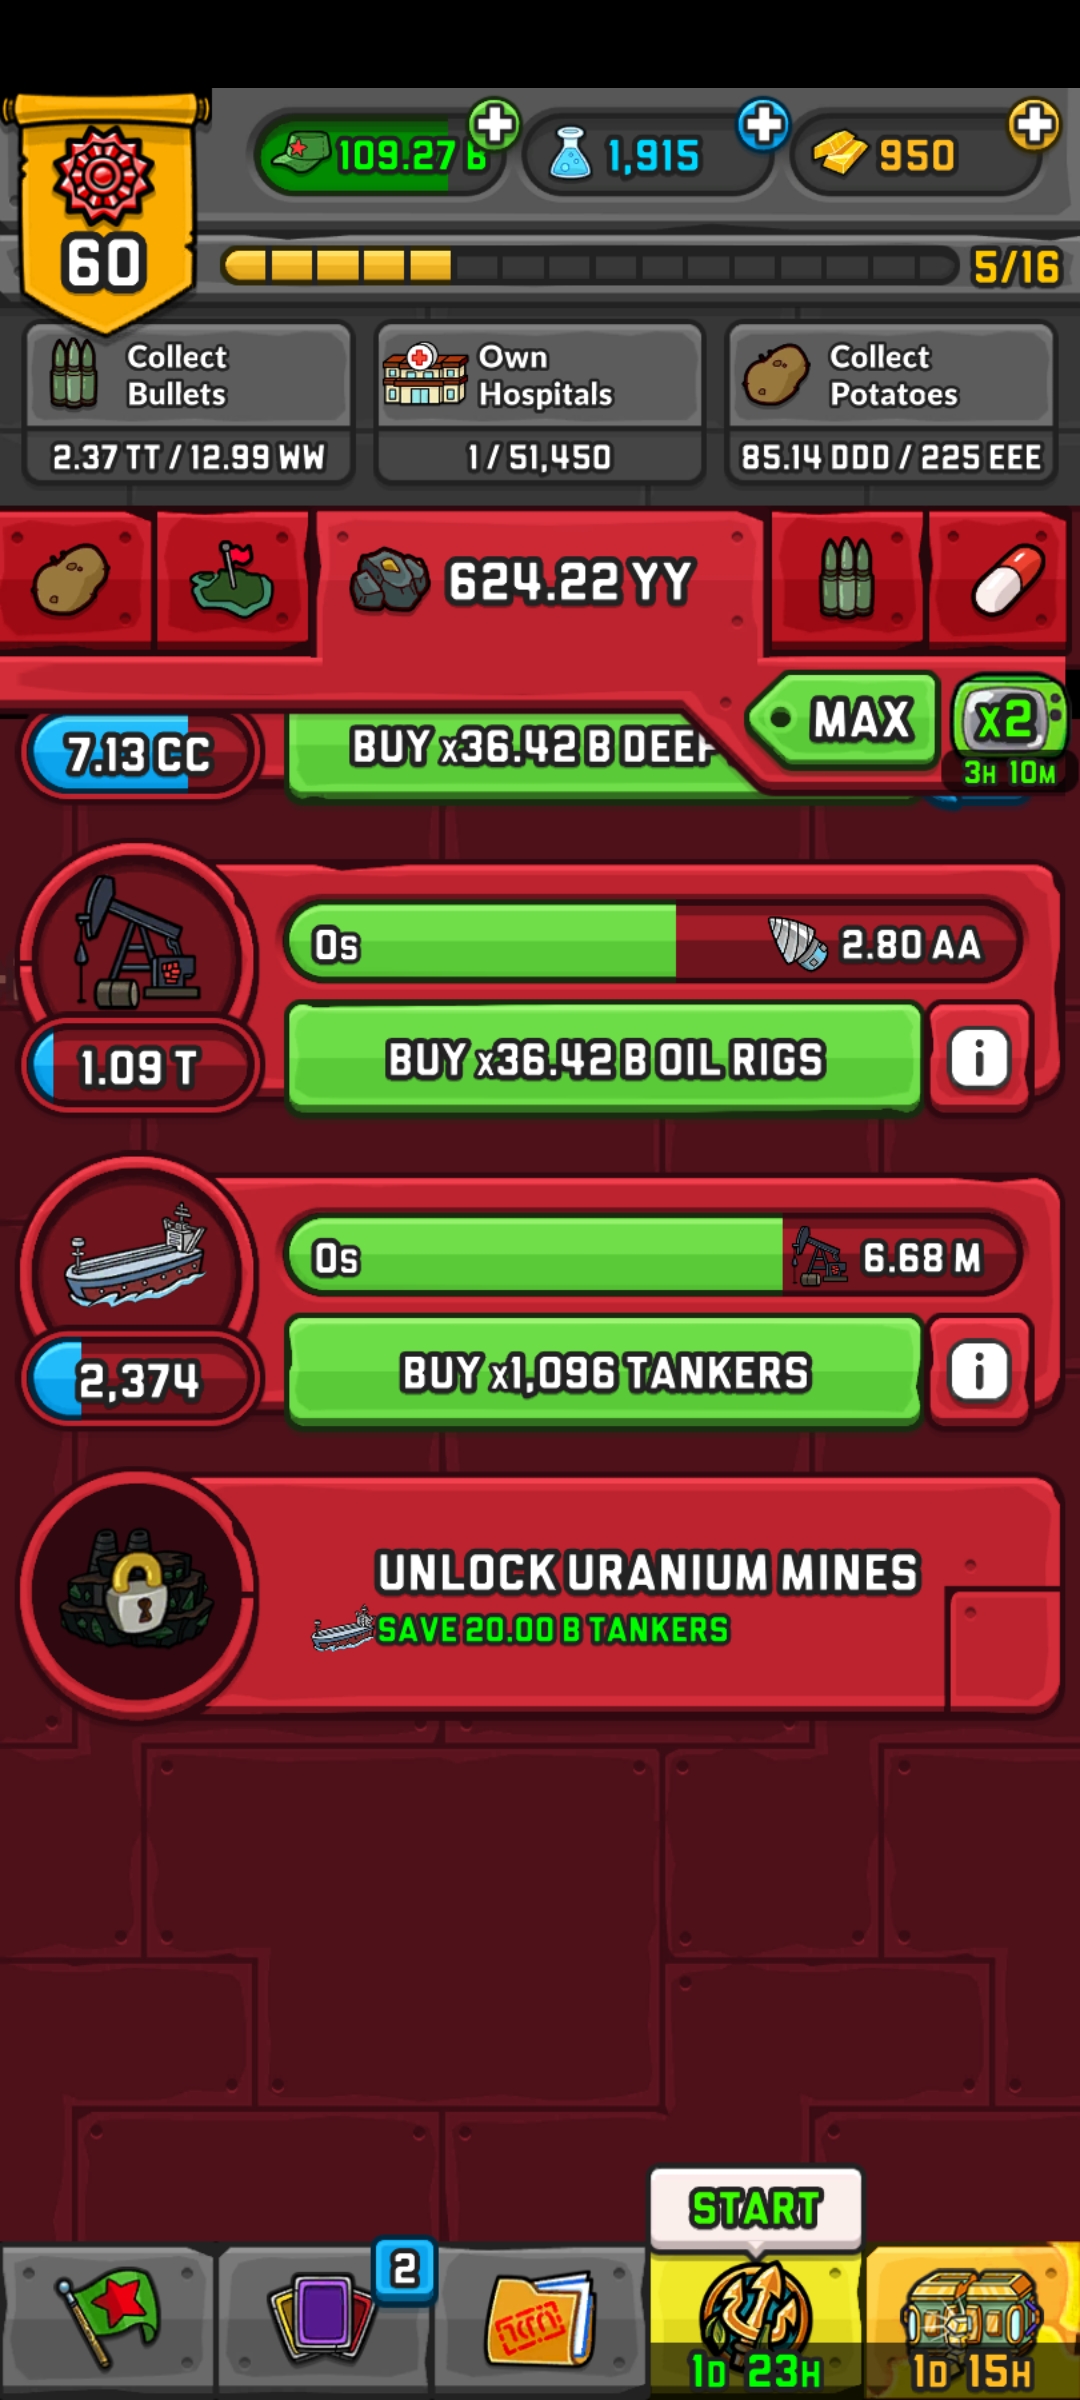 109.27 B
1,915
950
60
5/16
Collect
Bullets
2.37 TT / 12.99 WW
Own
Hospitals
1 / 51,450
Collect
Potatoes
85.14 DDD / 225 EEE
624.22 YY
MAX
x2
3H 10M
7.13 CC
BUY x36.42 B DEEP
0s
2.80 AA
1.09 T
BUY x36.42 B OIL RIGS
i
0s
6.68 M
2,374
BUY x1,096 TANKERS
i
UNLOCK URANIUM MINES
SAVE 20.00 B TANKERS
START
2
1D 23H
1D 15H